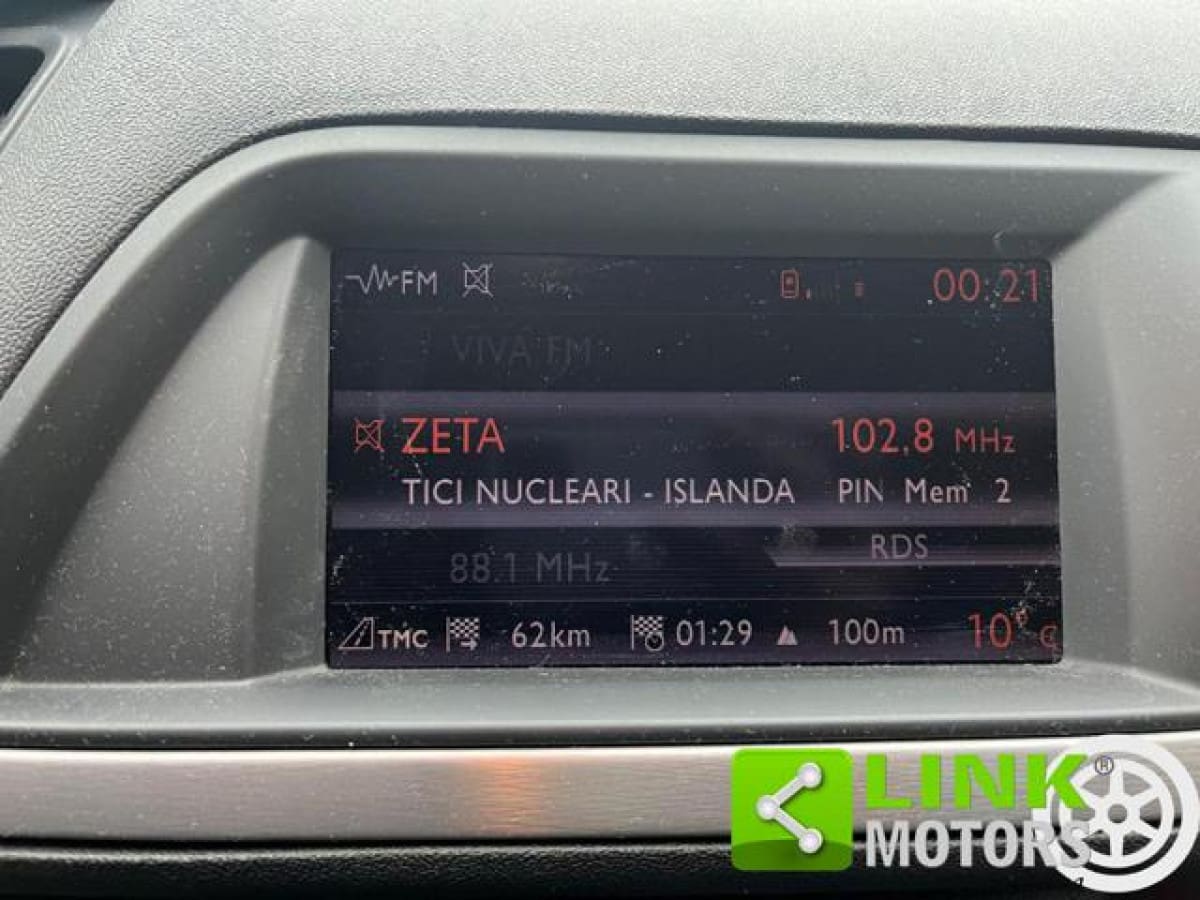 FM 00:21
VIVA FM
ZETA 102.8 MHz
TICI NUCLEARI - ISLANDA PIN Mem 2
RDS
88.1 MHz
TMC 62km 01:29 100m 10°C
LINK®
MOTORS